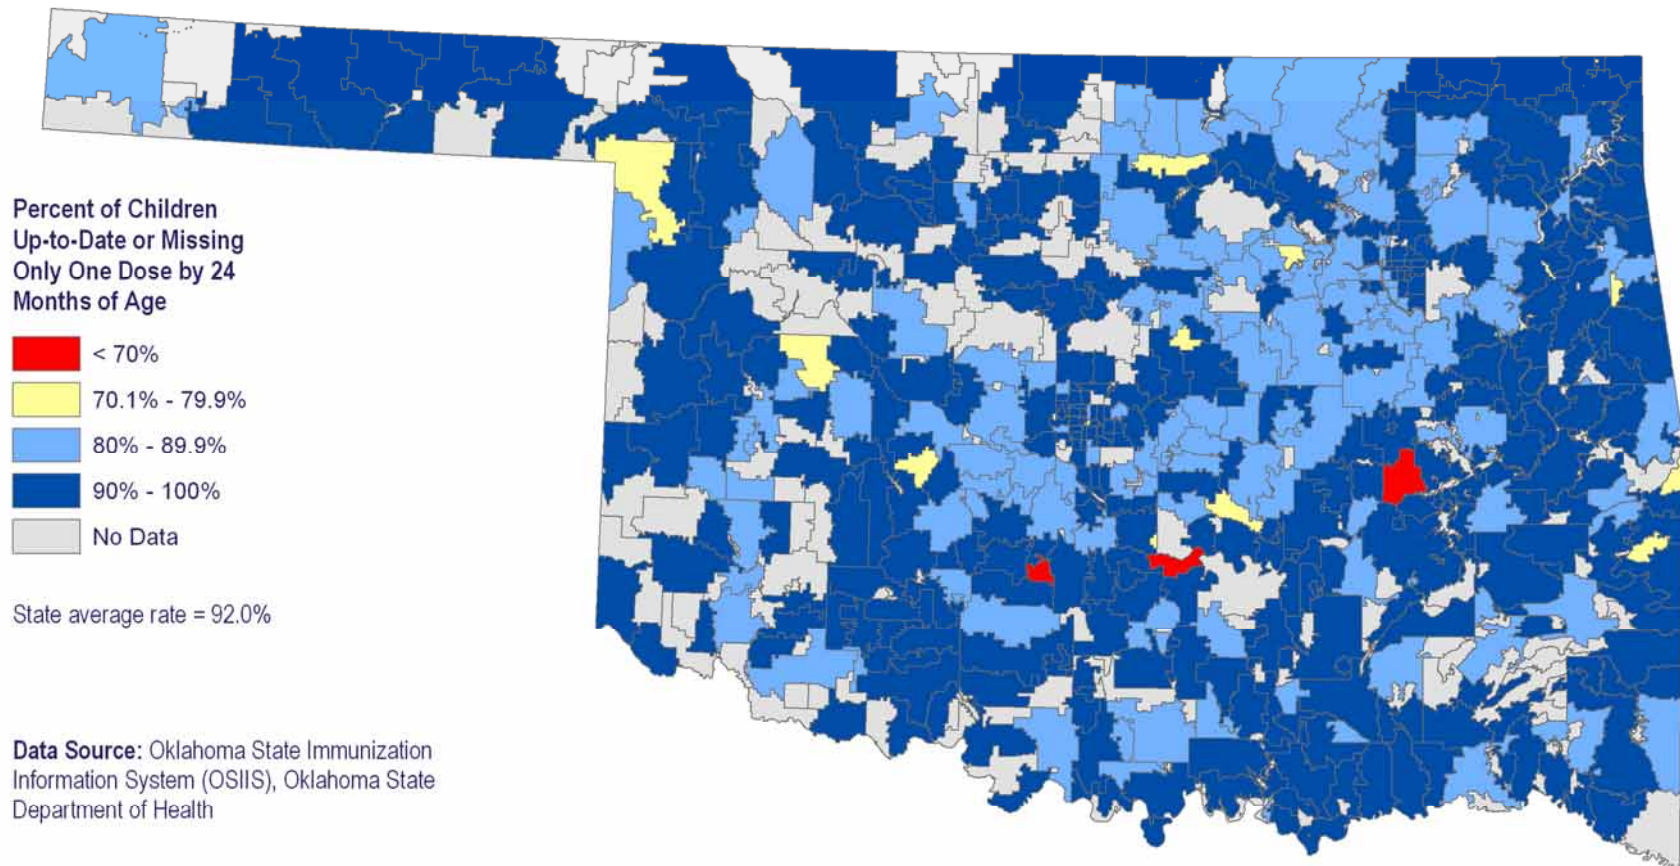 Percent of Children
Up-to-Date or Missing
Only One Dose by 24
Months of Age
< 70%
70.1% - 79.9%
80% - 89.9%
90% - 100%
No Data
State average rate = 92.0%
Data Source: Oklahoma State Immunization
Information System (OSIIS), Oklahoma State
Department of Health